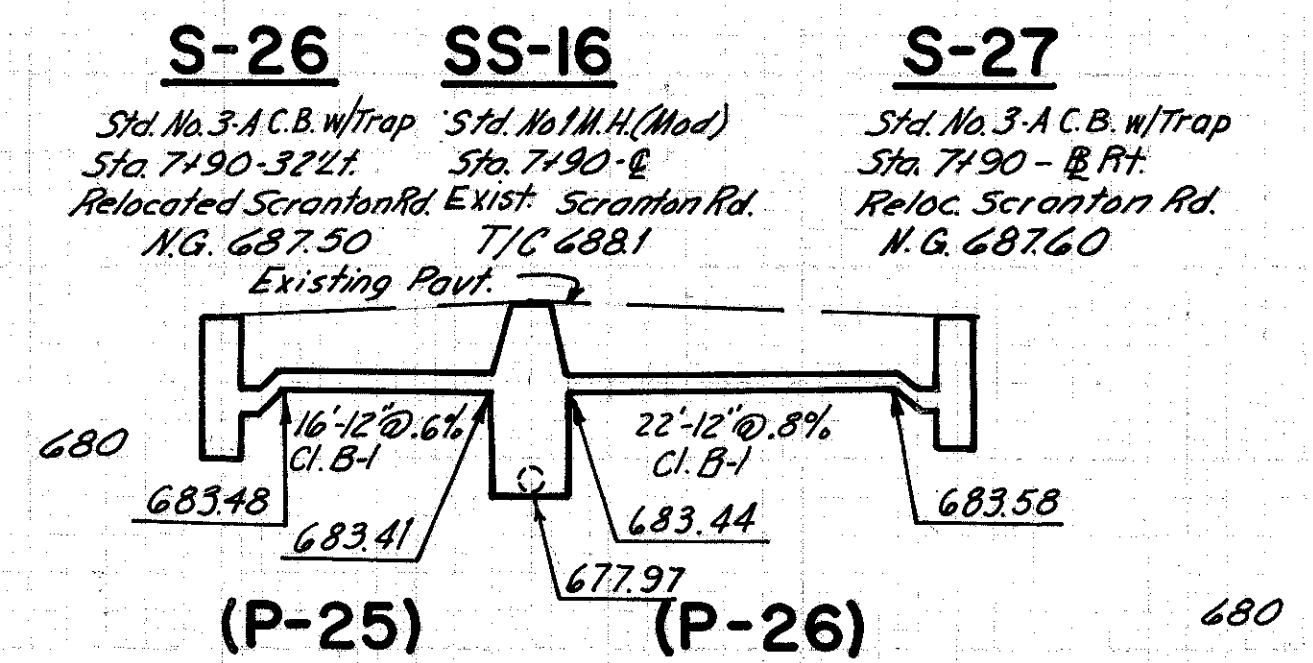 S-26
Std. No. 3-A C.B. w/Trap
Sta. 7+90-32' Lt.
Relocated Scranton Rd.
N.G. 687.50
SS-16
Std. No 1 M.H. (Mod)
Sta. 7+90-℄
Exist. Scranton Rd.
T/C 688.1
S-27
Std. No. 3-A C.B. w/Trap
Sta. 7+90 - Rt.
Reloc. Scranton Rd.
N.G. 687.60
Existing Pavt.
680
16'-12"@.6%
Cl. B-1
22'-12"@.8%
Cl. B-1
683.48
683.41
683.44
683.58
677.97
(P-25)
(P-26)
680